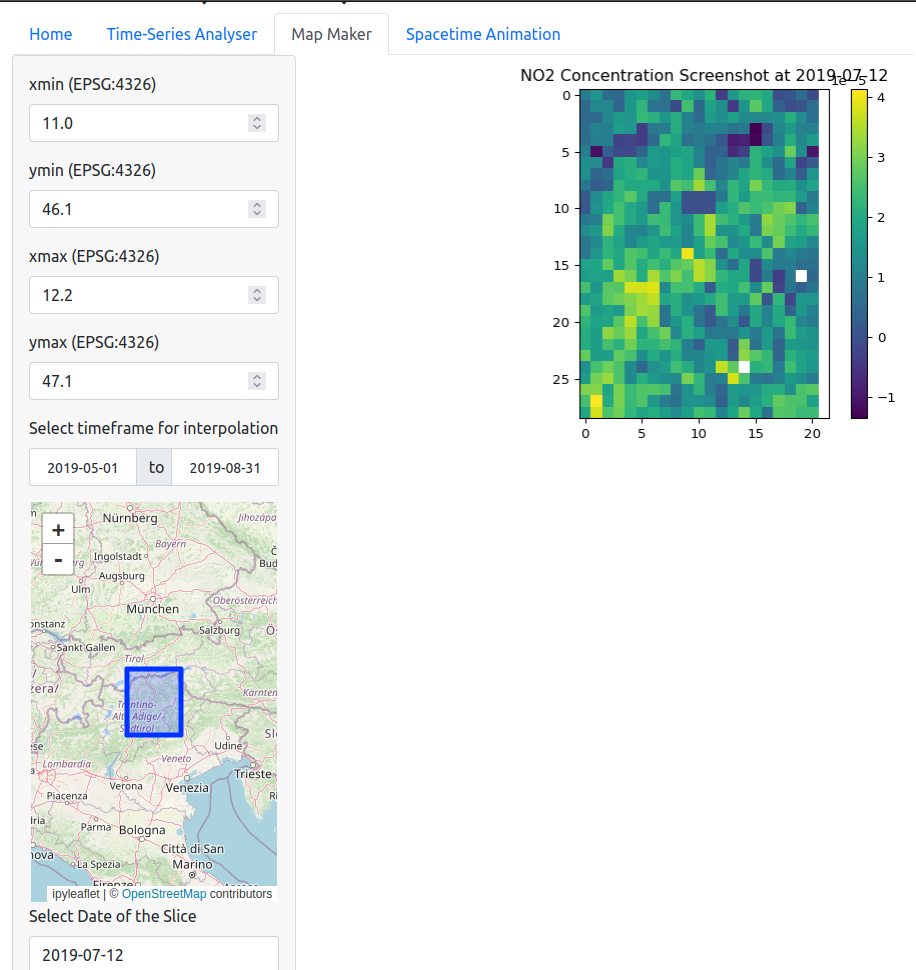 Home
Time-Series Analyser
Map Maker
Spacetime Animation
xmin (EPSG:4326)
11.0
ymin (EPSG:4326)
46.1
xmax (EPSG:4326)
12.2
ymax (EPSG:4326)
47.1
Select timeframe for interpolation
2019-05-01 to 2019-08-31
+
-
Nürnberg
Jihozápa
Bayern
Ingolstadt
Augsburg
Bud
Ulm
München
Oberösterreich
onstanz
Salzburg
Sankt Gallen
Tirol
zera/
Trentino-
Alto Adige/
Südtirol
Kärnten
Udine
Lombardia
Veneto
Trieste
Verona
Venezia
Piacenza
Parma
Bologna
Città di San
Marino
nova
La Spezia
Firenze
ipyleaflet | © OpenStreetMap contributors
Select Date of the Slice
2019-07-12
NO2 Concentration Screenshot at 2019-07-12
1e−5
0
5
10
15
20
25
0 5 10 15 20
4
3
2
1
0
−1